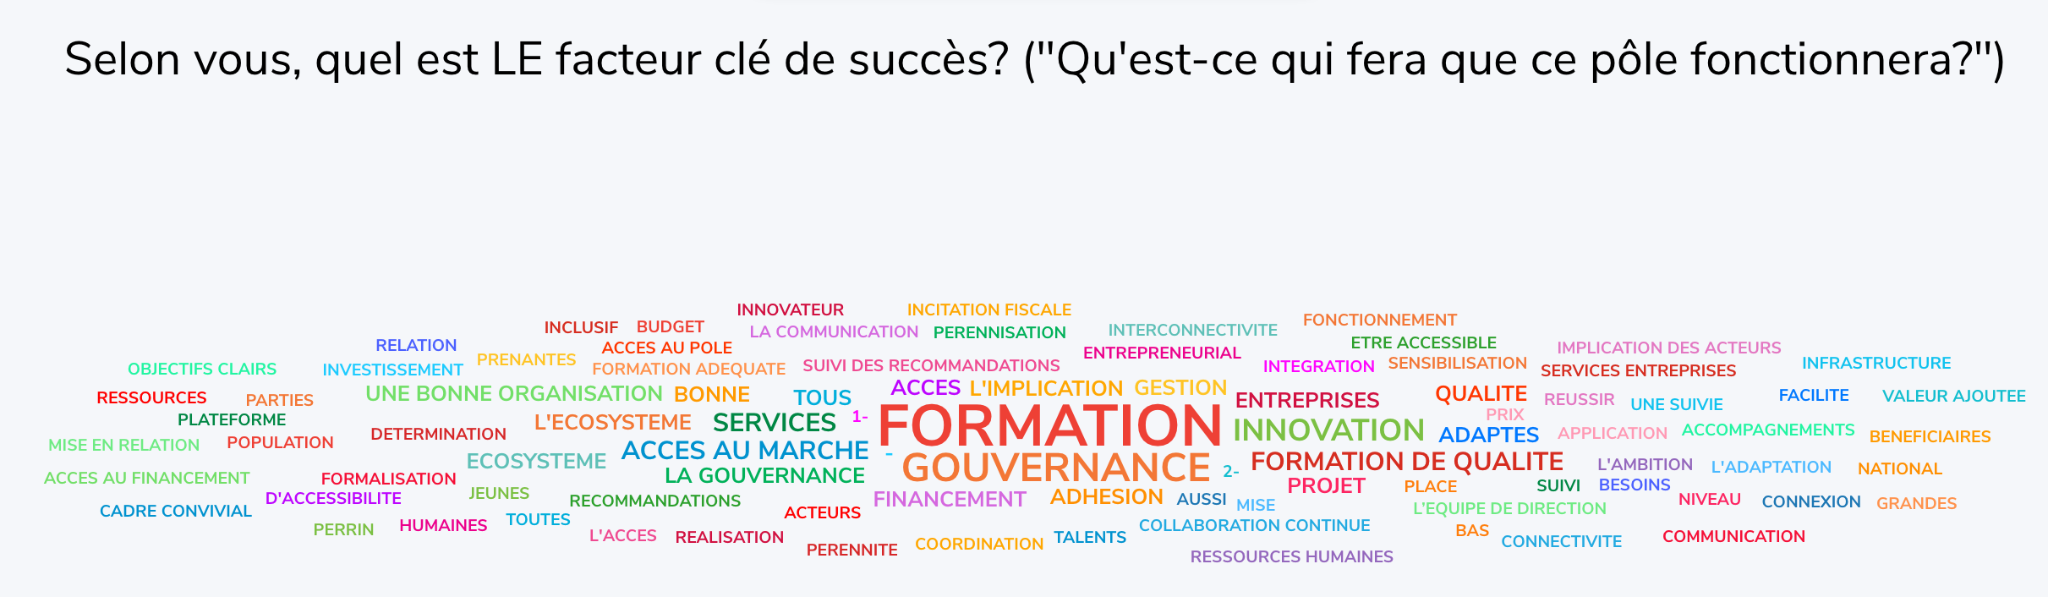 Selon vous, quel est LE facteur clé de succès? ("Qu'est-ce qui fera que ce pôle fonctionnera?")
INNOVATEUR
INCITATION FISCALE
INCLUSIF
BUDGET
LA COMMUNICATION
PERENNISATION
INTERCONNECTIVITE
FONCTIONNEMENT
RELATION
ACCES AU POLE
ENTREPRENEURIAL
ETRE ACCESSIBLE
IMPLICATION DES ACTEURS
OBJECTIFS CLAIRS
INVESTISSEMENT
PRENANTES
FORMATION ADEQUATE
SUIVI DES RECOMMANDATIONS
INTEGRATION
SENSIBILISATION
SERVICES ENTREPRISES
INFRASTRUCTURE
RESSOURCES
PARTIES
UNE BONNE ORGANISATION
BONNE
TOUS
ACCES
L'IMPLICATION
GESTION
ENTREPRISES
QUALITE
REUSSIR
UNE SUIVIE
FACILITE
VALEUR AJOUTEE
PLATEFORME
L'ECOSYSTEME
SERVICES
1-
FORMATION
INNOVATION
PRIX
ADAPTES
APPLICATION
ACCOMPAGNEMENTS
BENEFICIAIRES
MISE EN RELATION
POPULATION
DETERMINATION
ECOSYSTEME
ACCES AU MARCHE
-
GOUVERNANCE
2-
FORMATION DE QUALITE
L'AMBITION
L'ADAPTATION
NATIONAL
ACCES AU FINANCEMENT
FORMALISATION
LA GOUVERNANCE
PROJET
PLACE
SUIVI
BESOINS
D'ACCESSIBILITE
JEUNES
RECOMMANDATIONS
FINANCEMENT
ADHESION
AUSSI
MISE
L'EQUIPE DE DIRECTION
NIVEAU
CONNEXION
GRANDES
CADRE CONVIVIAL
PERRIN
HUMAINES
TOUTES
ACTEURS
COLLABORATION CONTINUE
BAS
CONNECTIVITE
COMMUNICATION
L'ACCES
REALISATION
PERENNITE
COORDINATION
TALENTS
RESSOURCES HUMAINES